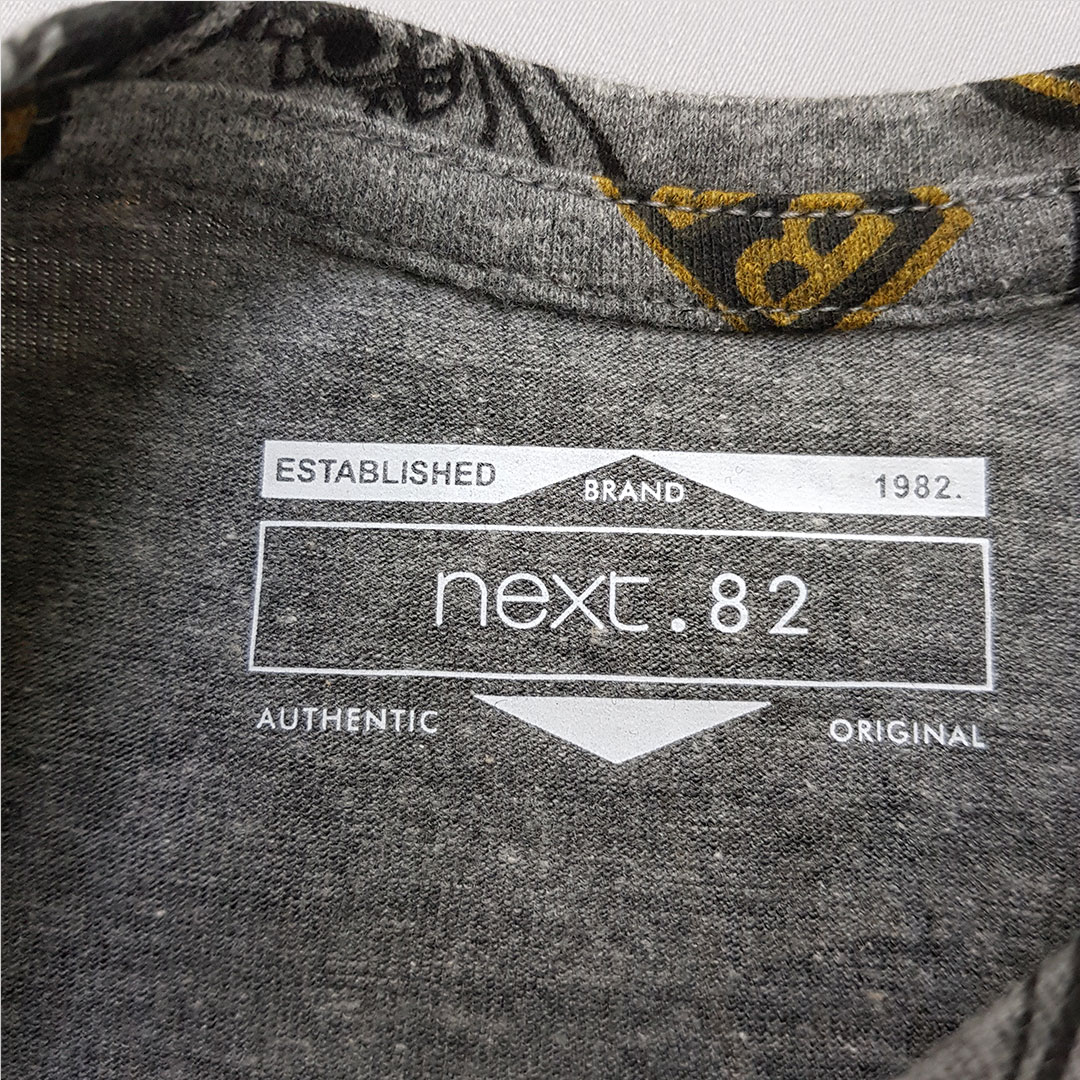 ESTABLISHED BRAND 1982.
next.82
AUTHENTIC ORIGINAL